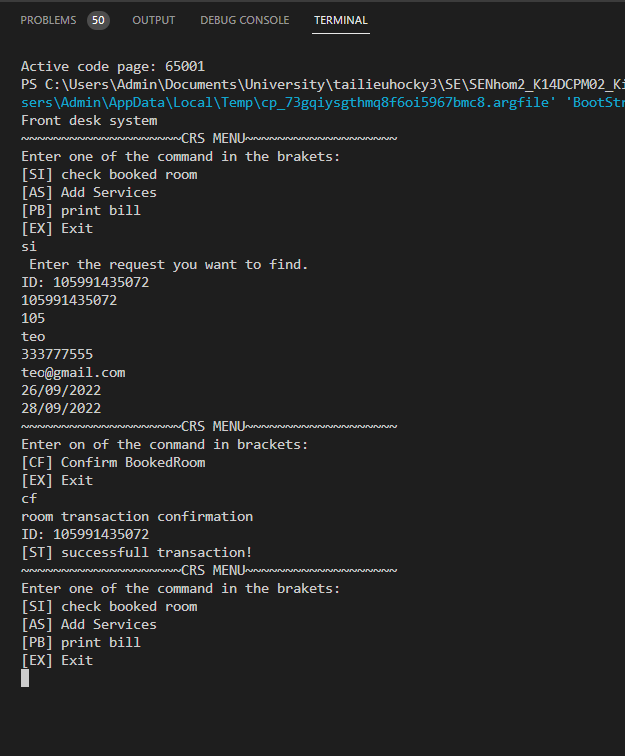 PROBLEMS 50 OUTPUT DEBUG CONSOLE TERMINAL
Active code page: 65001
PS C:\Users\Admin\Documents\University\tailieuhocky3\SE\SENhom2_K14DCPM02_Ki
sers\Admin\AppData\Local\Temp\cp_73gqiysgthmq8f6oi5967bmc8.argfile' 'BootStr
Front desk system
~~~~~~~~~~~~~~~~~~~~CRS MENU~~~~~~~~~~~~~~~~~~~
Enter one of the command in the brakets:
[SI] check booked room
[AS] Add Services
[PB] print bill
[EX] Exit
si
Enter the request you want to find.
ID: 105991435072
105991435072
105
teo
333777555
teo@gmail.com
26/09/2022
28/09/2022
~~~~~~~~~~~~~~~~~~~~CRS MENU~~~~~~~~~~~~~~~~~~~
Enter on of the conmand in brackets:
[CF] Confirm BookedRoom
[EX] Exit
cf
room transaction confirmation
ID: 105991435072
[ST] successfull transaction!
~~~~~~~~~~~~~~~~~~~~CRS MENU~~~~~~~~~~~~~~~~~~~
Enter one of the command in the brakets:
[SI] check booked room
[AS] Add Services
[PB] print bill
[EX] Exit